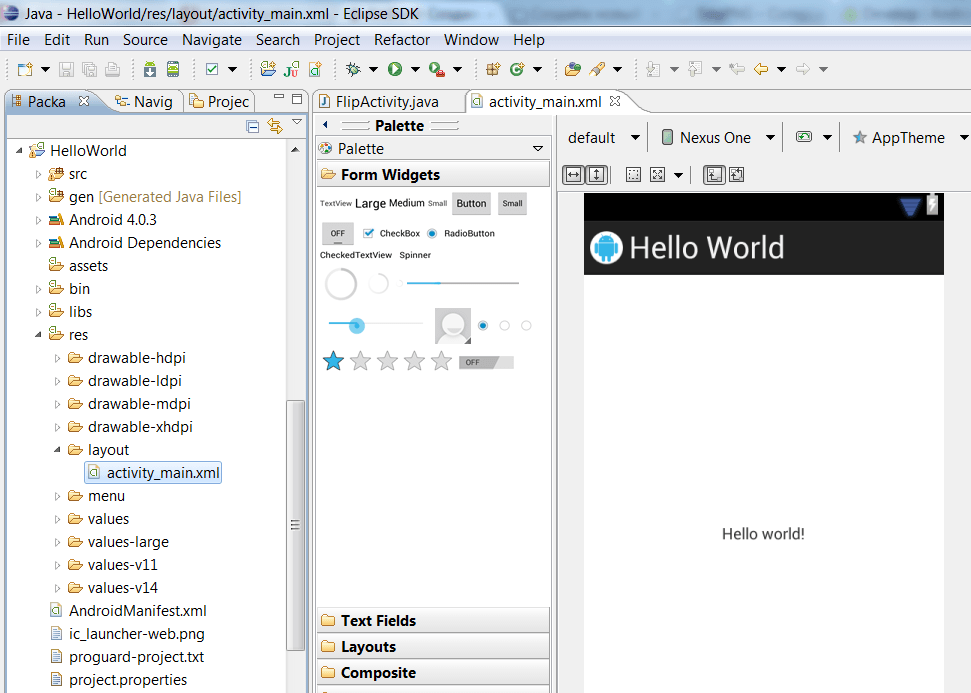 Java - HelloWorld/res/layout/activity_main.xml - Eclipse SDK
File Edit Run Source Navigate Search Project Refactor Window Help
Packa Navig Projec
HelloWorld
src
gen [Generated Java Files]
Android 4.0.3
Android Dependencies
assets
bin
libs
res
drawable-hdpi
drawable-ldpi
drawable-mdpi
drawable-xhdpi
layout
activity_main.xml
menu
values
values-large
values-v11
values-v14
AndroidManifest.xml
ic_launcher-web.png
proguard-project.txt
project.properties
FlipActivity.java activity_main.xml
Palette
Palette
Form Widgets
TextView Large Medium Small Button Small
OFF CheckBox RadioButton
CheckedTextView Spinner
OFF
Text Fields
Layouts
Composite
default Nexus One AppTheme
Hello World
Hello world!